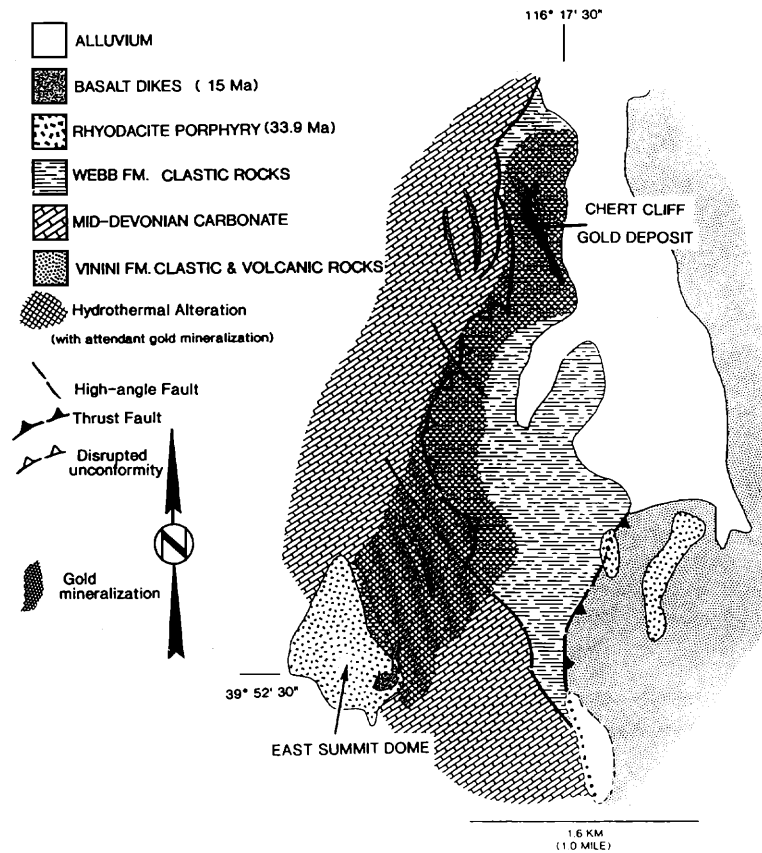 116° 17' 30"
ALLUVIUM
BASALT DIKES ( 15 Ma)
RHYODACITE PORPHYRY (33.9 Ma)
WEBB FM. CLASTIC ROCKS
MID-DEVONIAN CARBONATE
VININI FM. CLASTIC & VOLCANIC ROCKS
Hydrothermal Alteration
(with attendant gold mineralization)
High-angle Fault
Thrust Fault
Disrupted
unconformity
N
Gold
mineralization
CHERT CLIFF
GOLD DEPOSIT
39° 52' 30"
EAST SUMMIT DOME
1.6 KM
(1.0 MILE)